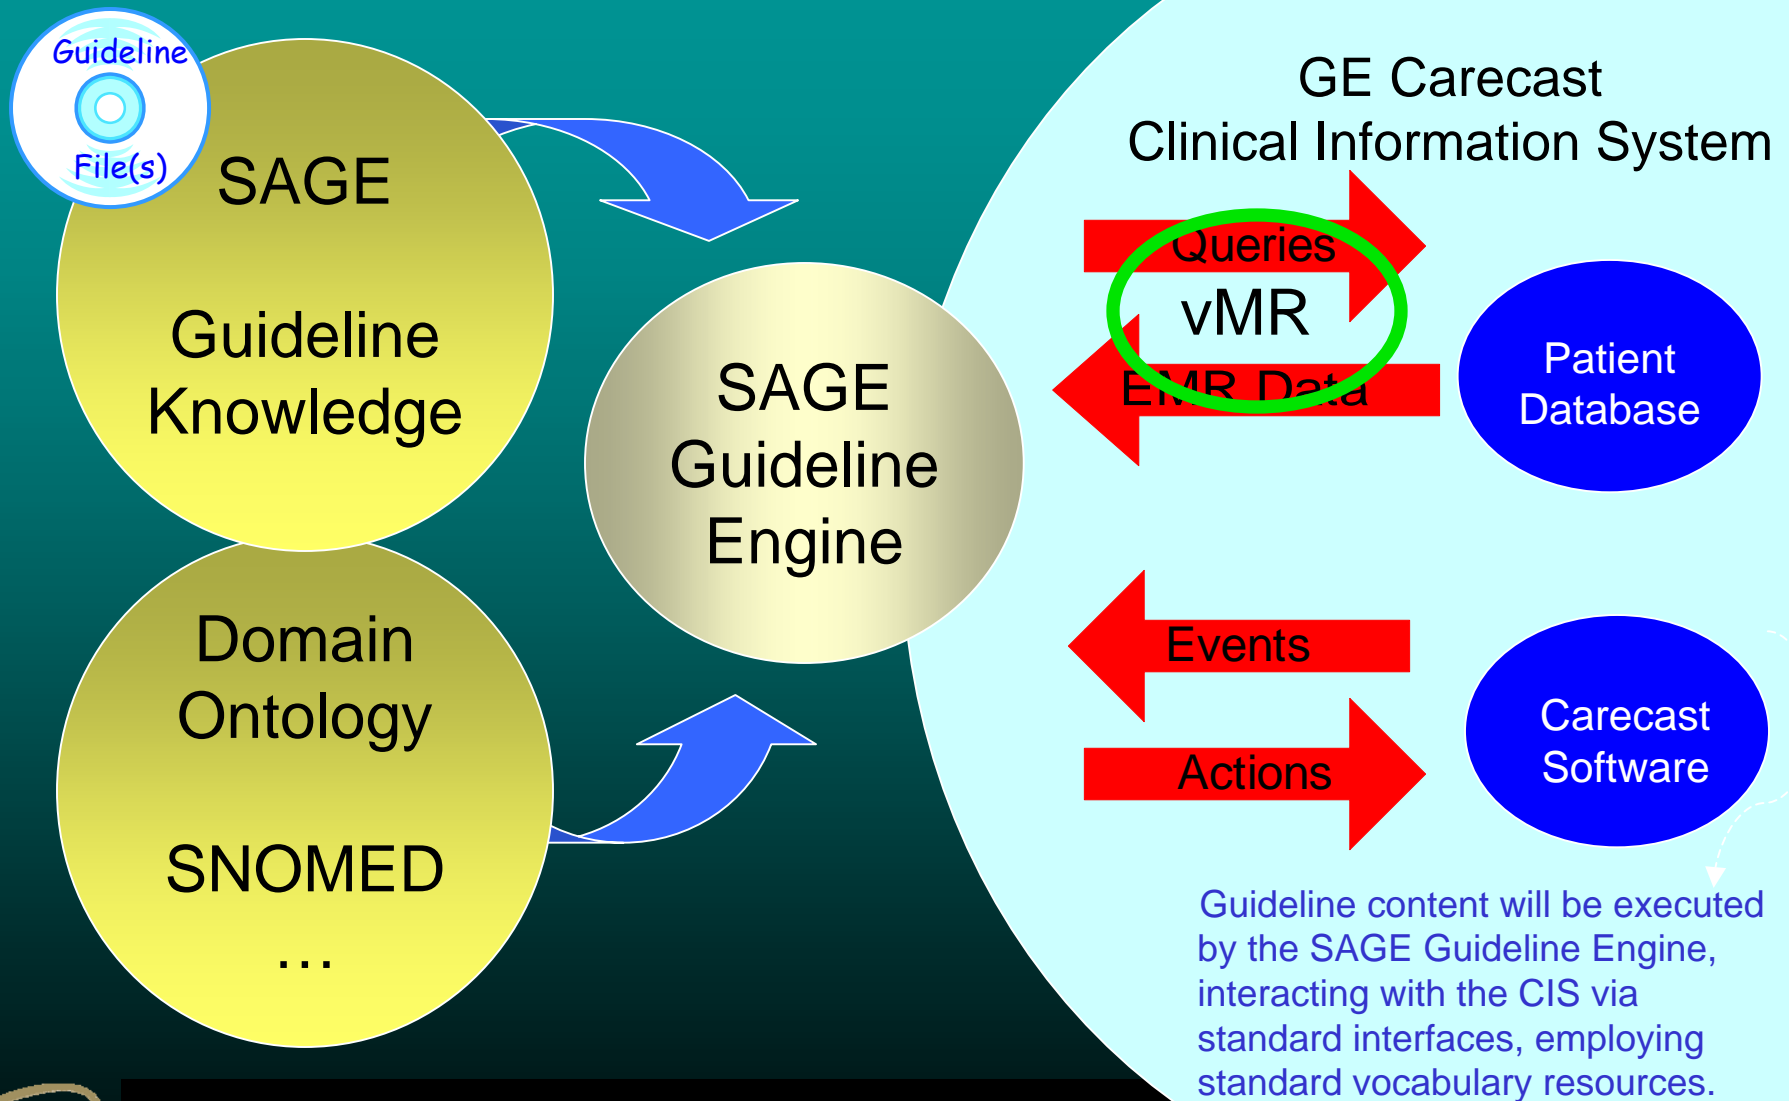 Guideline
File(s)
SAGE
Guideline
Knowledge
Domain
Ontology
SNOMED
…
SAGE
Guideline
Engine
GE Carecast
Clinical Information System
Queries
vMR
EMR Data
Patient
Database
Events
Actions
Carecast
Software
Guideline content will be executed
by the SAGE Guideline Engine,
interacting with the CIS via
standard interfaces, employing
standard vocabulary resources.